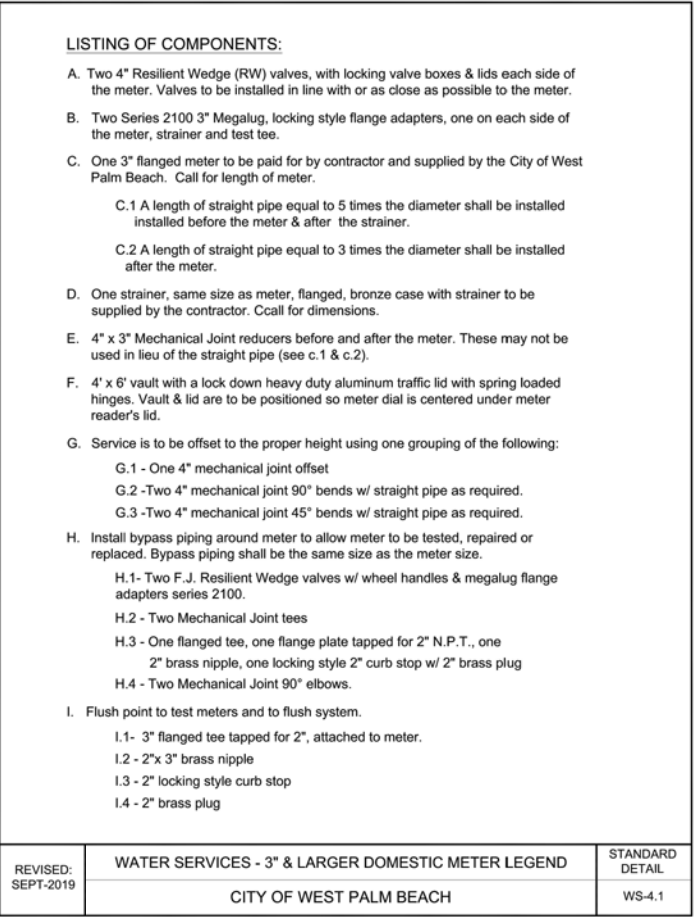 LISTING OF COMPONENTS:
A. Two 4" Resilient Wedge (RW) valves, with locking valve boxes & lids each side of
the meter. Valves to be installed in line with or as close as possible to the meter.
B. Two Series 2100 3" Megalug, locking style flange adapters, one on each side of
the meter, strainer and test tee.
C. One 3" flanged meter to be paid for by contractor and supplied by the City of West
Palm Beach. Call for length of meter.
C.1 A length of straight pipe equal to 5 times the diameter shall be installed
installed before the meter & after the strainer.
C.2 A length of straight pipe equal to 3 times the diameter shall be installed
after the meter.
D. One strainer, same size as meter, flanged, bronze case with strainer to be
supplied by the contractor. Ccall for dimensions.
E. 4" x 3" Mechanical Joint reducers before and after the meter. These may not be
used in lieu of the straight pipe (see c.1 & c.2).
F. 4' x 6' vault with a lock down heavy duty aluminum traffic lid with spring loaded
hinges. Vault & lid are to be positioned so meter dial is centered under meter
reader's lid.
G. Service is to be offset to the proper height using one grouping of the following:
G.1 - One 4" mechanical joint offset
G.2 -Two 4" mechanical joint 90° bends w/ straight pipe as required.
G.3 -Two 4" mechanical joint 45° bends w/ straight pipe as required.
H. Install bypass piping around meter to allow meter to be tested, repaired or
replaced. Bypass piping shall be the same size as the meter size.
H.1- Two F.J. Resilient Wedge valves w/ wheel handles & megalug flange
adapters series 2100.
H.2 - Two Mechanical Joint tees
H.3 - One flanged tee, one flange plate tapped for 2" N.P.T., one
2" brass nipple, one locking style 2" curb stop w/ 2" brass plug
H.4 - Two Mechanical Joint 90° elbows.
I. Flush point to test meters and to flush system.
I.1- 3" flanged tee tapped for 2", attached to meter.
I.2 - 2"x 3" brass nipple
I.3 - 2" locking style curb stop
I.4 - 2" brass plug
REVISED:
SEPT-2019
WATER SERVICES - 3" & LARGER DOMESTIC METER LEGEND
CITY OF WEST PALM BEACH
STANDARD
DETAIL
WS-4.1